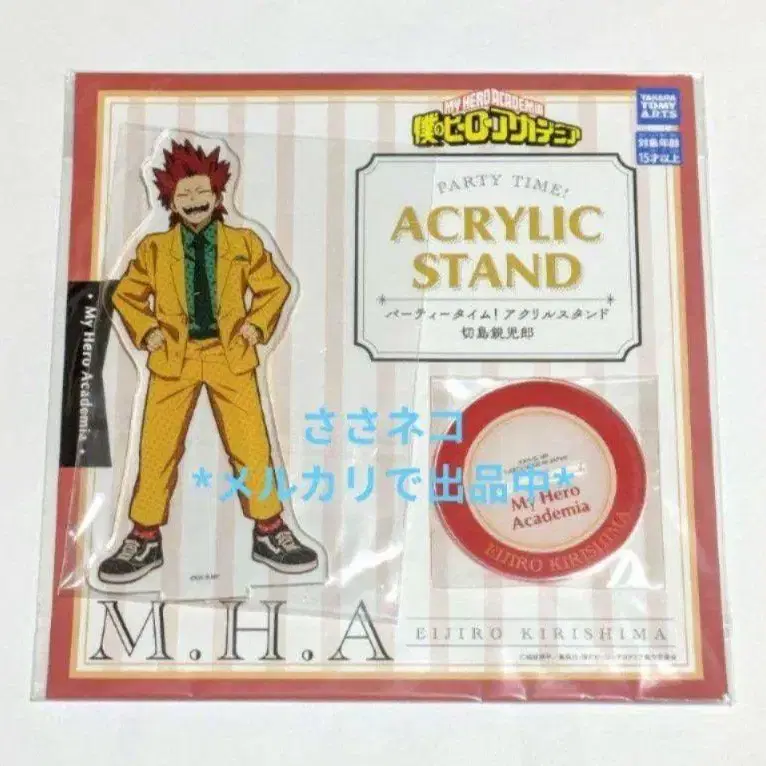 MY HERO ACADEMIA
僕のヒーローアカデミア
TAKARA
TOMY
A.R.T.S
対象年齢
15才以上
PARTY TIME!
ACRYLIC
STAND
パーティータイム! アクリルスタンド
切島鋭児郎
• My Hero Academia •
ささネコ
*メルカリで出品中*
My Hero
Academia
EIJIRO KIRISHIMA
M.H.A
EIJIRO KIRISHIMA